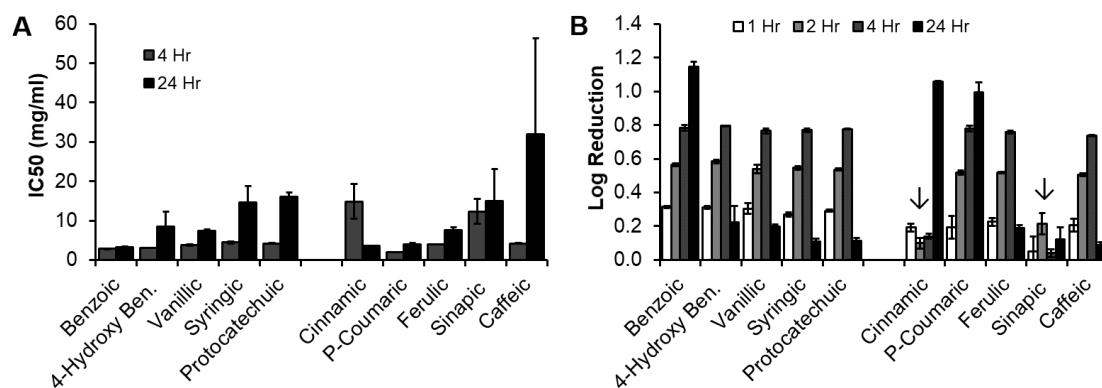 A
IC50 (mg/ml)
60
50
40
30
20
10
0
4 Hr
24 Hr
Benzoic
4-Hydroxy Ben.
Vanillic
Syringic
Protocatechuic
Cinnamic
P-Coumaric
Ferulic
Sinapic
Caffeic
B
Log Reduction
1.4
1.2
1.0
0.8
0.6
0.4
0.2
0.0
1 Hr 2 Hr 4 Hr 24 Hr
Benzoic
4-Hydroxy Ben.
Vanillic
Syringic
Protocatechuic
Cinnamic
P-Coumaric
Ferulic
Sinapic
Caffeic